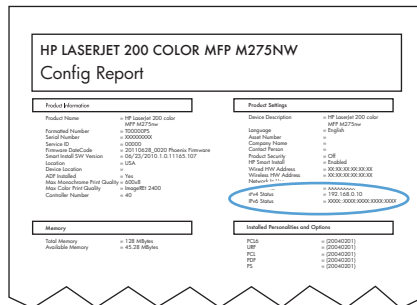 HP LASERJET 200 COLOR MFP M275NW
Config Report
Product Information
Product Name = HP LaserJet 200 color
MFP M275nw
Formatted Number = T00000PS
Serial Number = XXXXXXXXX
Service ID = 00000
Firmware DateCode = 20110628_0020 Phoenix Firmware
Smart Install SW Version = 06/23/2010.1.0.11165.107
Location = USA
Device Location =
ADF Installed = Yes
Max Monochrome Print Quality = 600x8
Max Color Print Quality = ImageREt 2400
Controller Number = 40
Memory
Total Memory = 128 MBytes
Available Memory = 45.28 MBytes
Product Settings
Device Description = HP LaserJet 200 color
MFP M275nw
Language = English
Asset Number =
Company Name =
Contact Person =
Product Security = Off
HP Smart Install = Enabled
Wired HW Address = XX:XX:XX:XX:XX:XX
Wireless HW Address = XX:XX:XX:XX:XX:XX
IPv4 Status = 192.168.0.10
IPv6 Status = XXXX::XXXX:XXXX:XXXX:XXXX
Installed Personalities and Options
PCL6 = (20040201)
URF = (20040201)
PCL = (20040201)
PDF = (20040201)
PS = (20040201)